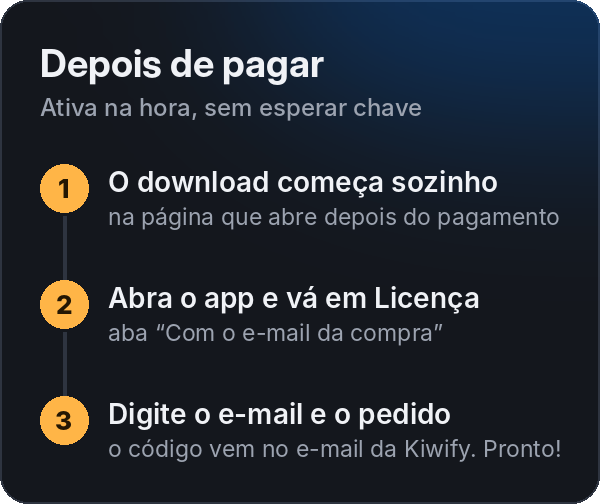 Depois de pagar
Ativa na hora, sem esperar chave
1
O download começa sozinho
na página que abre depois do pagamento
2
Abra o app e vá em Licença
aba “Com o e-mail da compra”
3
Digite o e-mail e o pedido
o código vem no e-mail da Kiwify. Pronto!